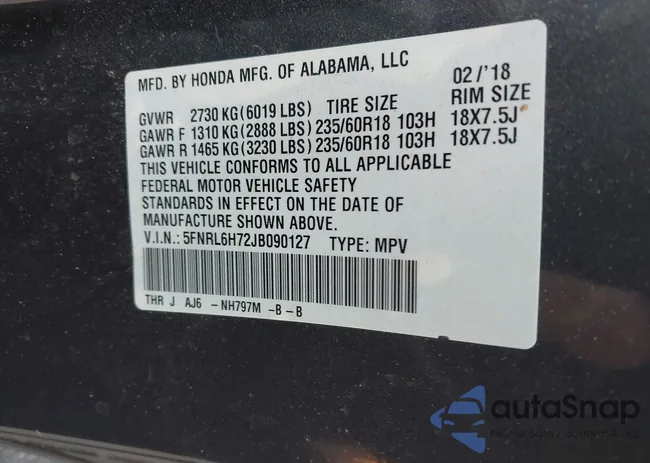 MFD. BY HONDA MFG. OF ALABAMA, LLC 02/'18
GVWR 2730 KG(6019 LBS) TIRE SIZE RIM SIZE
GAWR F 1310 KG(2888 LBS) 235/60R18 103H 18X7.5J
GAWR R 1465 KG(3230 LBS) 235/60R18 103H 18X7.5J
THIS VEHICLE CONFORMS TO ALL APPLICABLE
FEDERAL MOTOR VEHICLE SAFETY
STANDARDS IN EFFECT ON THE DATE OF
MANUFACTURE SHOWN ABOVE.
V.I.N.: 5FNRL6H72JB090127 TYPE: MPV
THR J AJ6 -NH797M -B -B
autaSnap